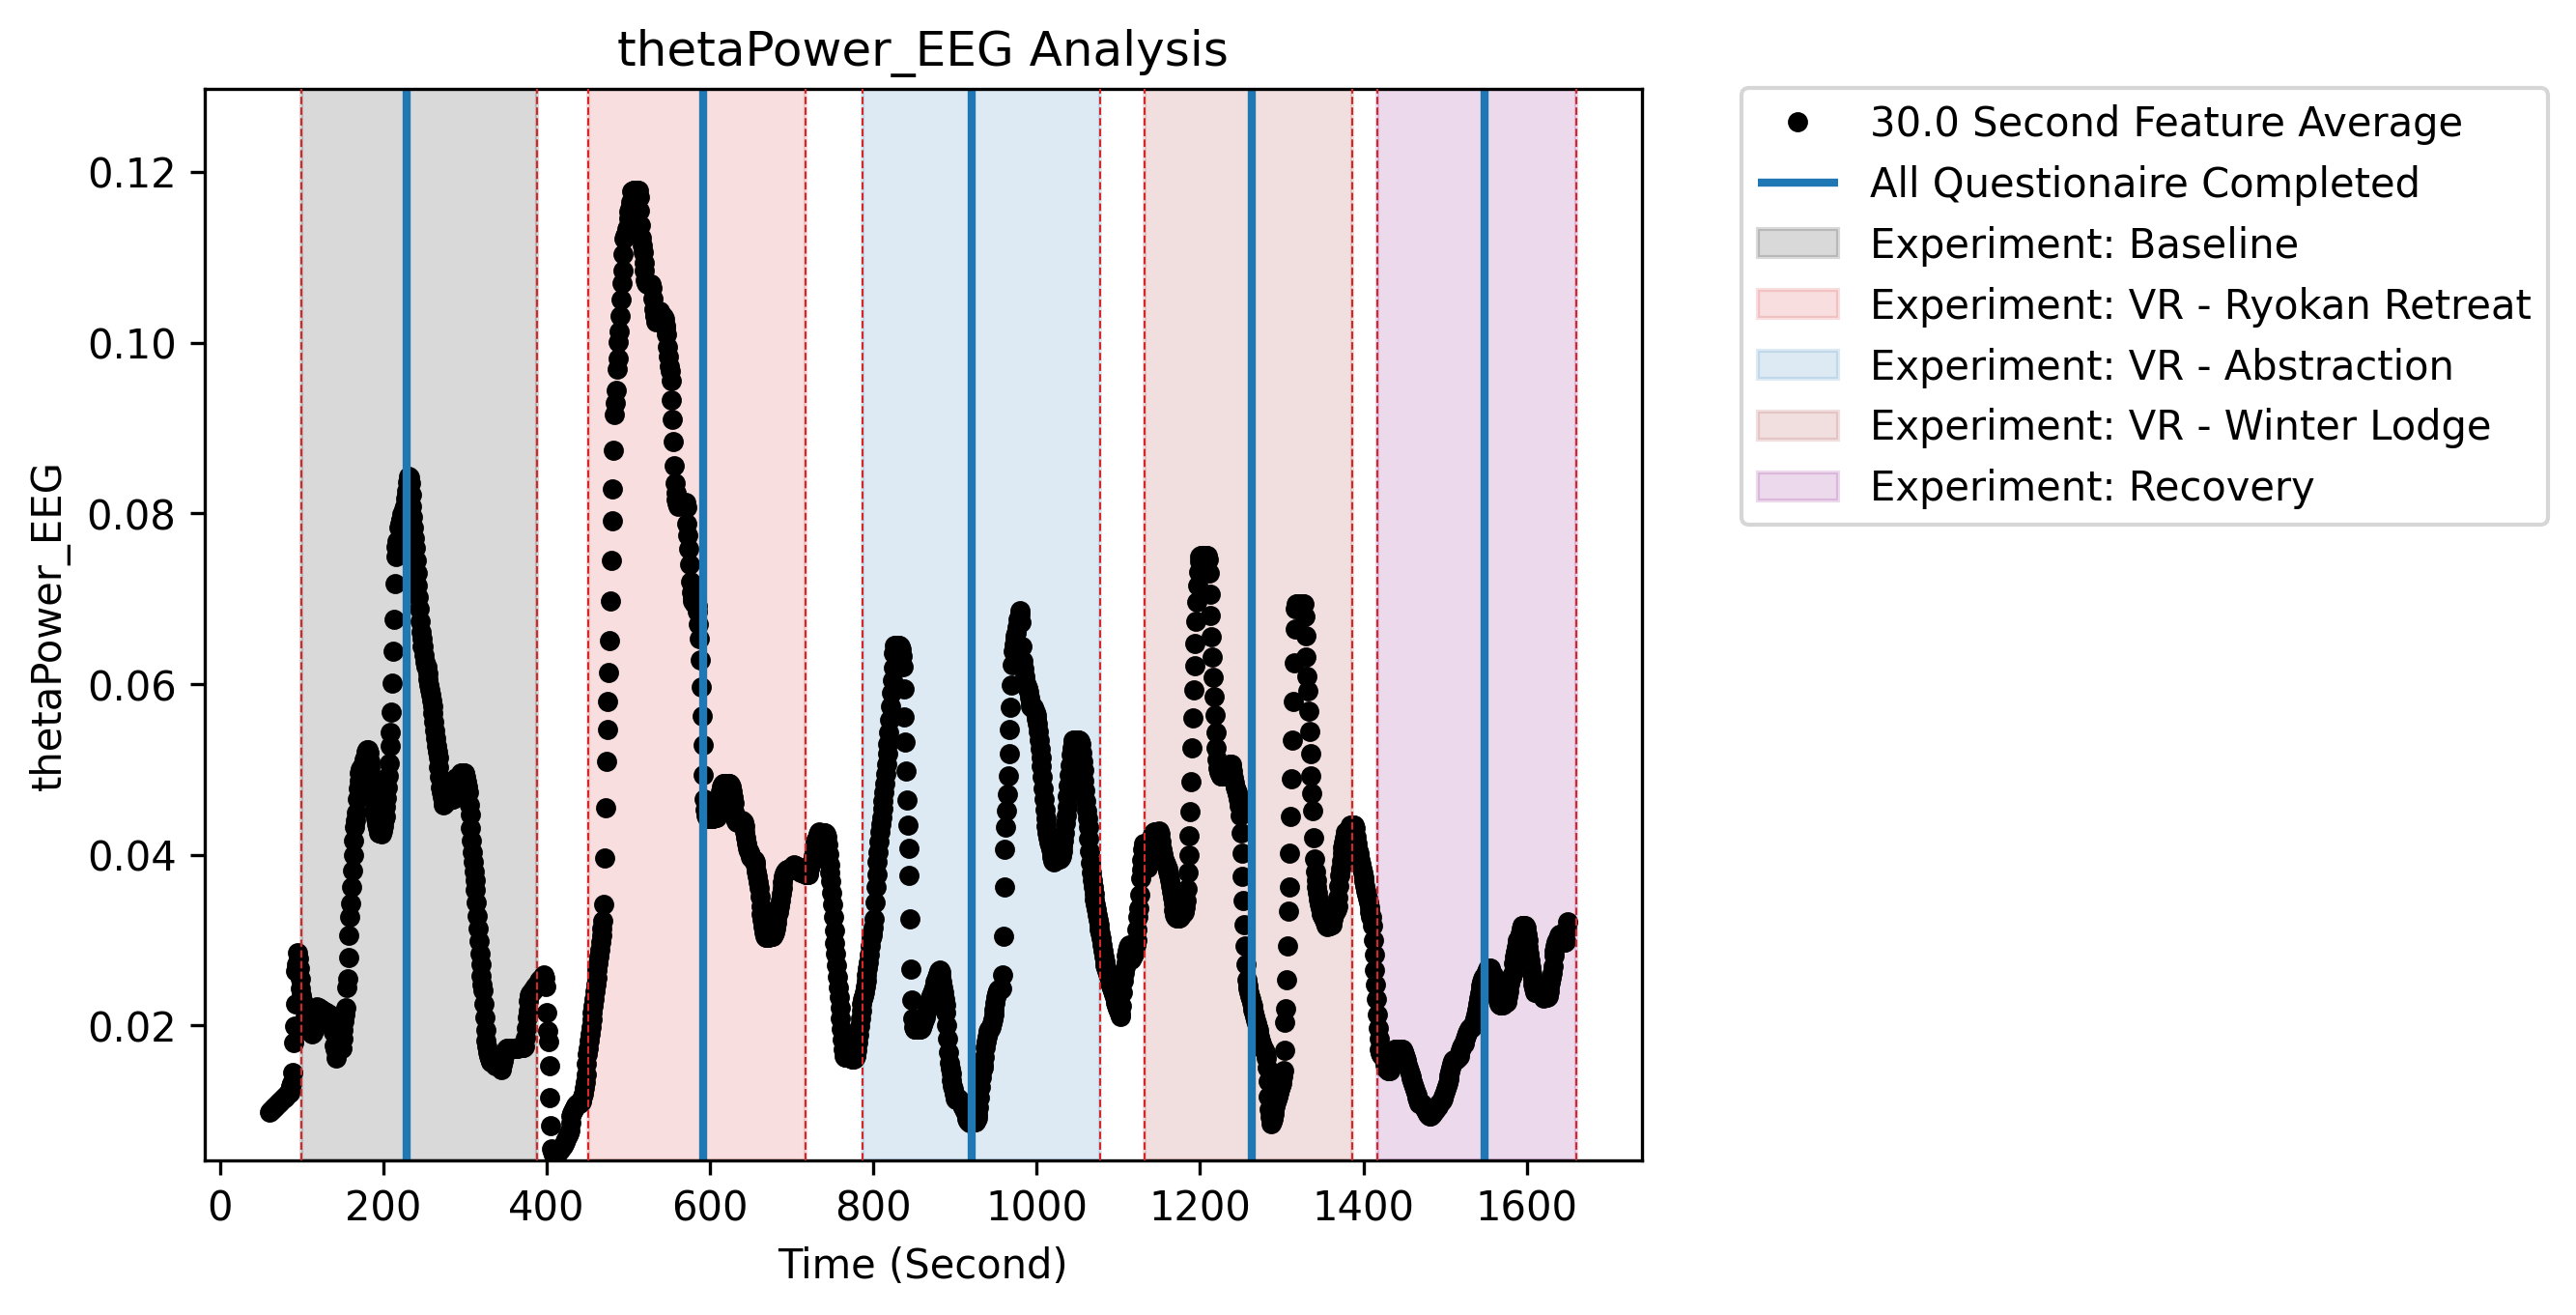 thetaPower_EEG Analysis
thetaPower_EEG
0.12
0.10
0.08
0.06
0.04
0.02
0
200
400
600
800
1000
1200
1400
1600
Time (Second)
30.0 Second Feature Average
All Questionaire Completed
Experiment: Baseline
Experiment: VR - Ryokan Retreat
Experiment: VR - Abstraction
Experiment: VR - Winter Lodge
Experiment: Recovery